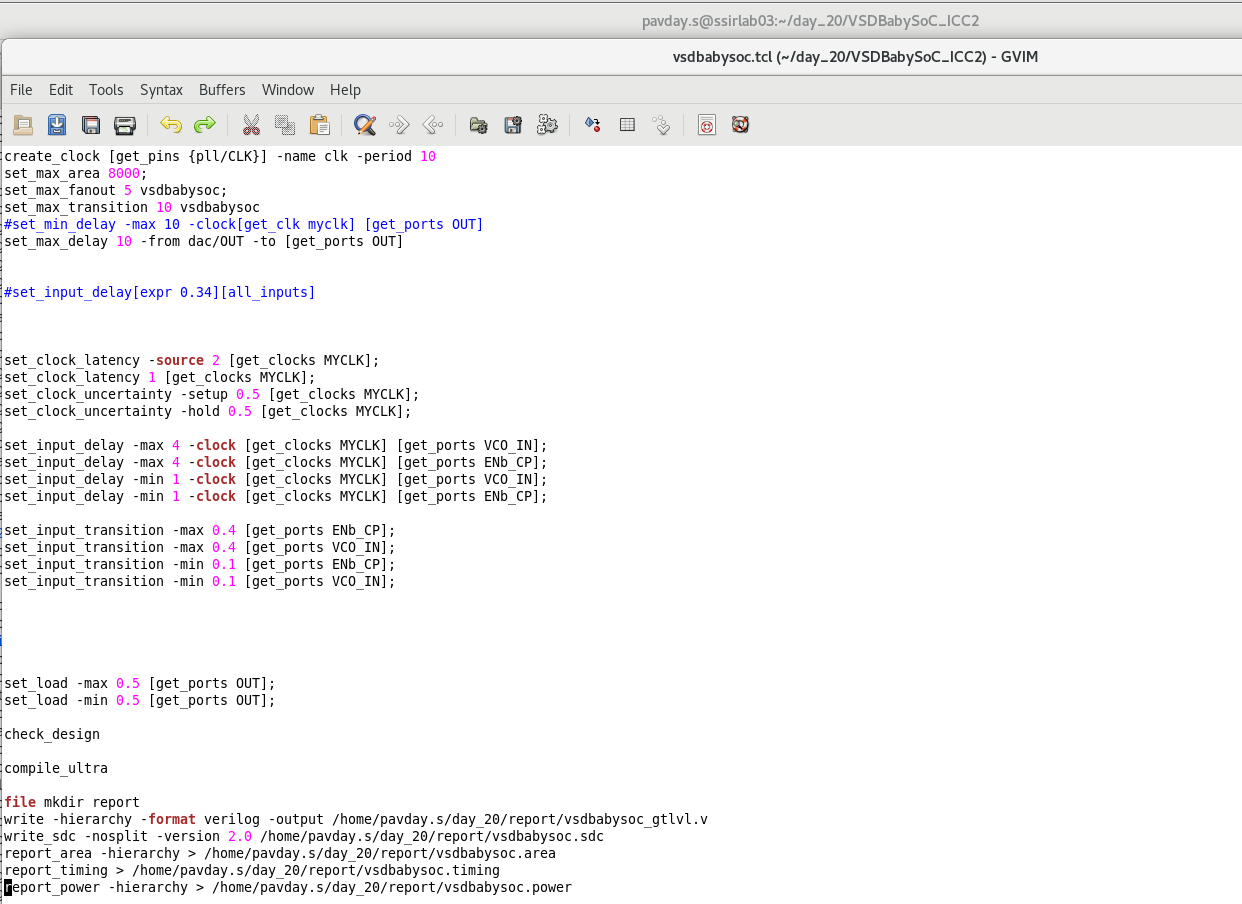 pavday.s@ssirlab03:~/day_20/VSDBabySoC_ICC2
vsdbabysoc.tcl (~/day_20/VSDBabySoC_ICC2) - GVIM
File Edit Tools Syntax Buffers Window Help
create_clock [get_pins {pll/CLK}] -name clk -period 10
set_max_area 8000;
set_max_fanout 5 vsdbabysoc;
set_max_transition 10 vsdbabysoc
#set_min_delay -max 10 -clock[get_clk myclk] [get_ports OUT]
set_max_delay 10 -from dac/OUT -to [get_ports OUT]
#set_input_delay[expr 0.34][all_inputs]
set_clock_latency -source 2 [get_clocks MYCLK];
set_clock_latency 1 [get_clocks MYCLK];
set_clock_uncertainty -setup 0.5 [get_clocks MYCLK];
set_clock_uncertainty -hold 0.5 [get_clocks MYCLK];
set_input_delay -max 4 -clock [get_clocks MYCLK] [get_ports VCO_IN];
set_input_delay -max 4 -clock [get_clocks MYCLK] [get_ports ENb_CP];
set_input_delay -min 1 -clock [get_clocks MYCLK] [get_ports VCO_IN];
set_input_delay -min 1 -clock [get_clocks MYCLK] [get_ports ENb_CP];
set_input_transition -max 0.4 [get_ports ENb_CP];
set_input_transition -max 0.4 [get_ports VCO_IN];
set_input_transition -min 0.1 [get_ports ENb_CP];
set_input_transition -min 0.1 [get_ports VCO_IN];
set_load -max 0.5 [get_ports OUT];
set_load -min 0.5 [get_ports OUT];
check_design
compile_ultra
file mkdir report
write -hierarchy -format verilog -output /home/pavday.s/day_20/report/vsdbabysoc_gtlvl.v
write_sdc -nosplit -version 2.0 /home/pavday.s/day_20/report/vsdbabysoc.sdc
report_area -hierarchy > /home/pavday.s/day_20/report/vsdbabysoc.area
report_timing > /home/pavday.s/day_20/report/vsdbabysoc.timing
report_power -hierarchy > /home/pavday.s/day_20/report/vsdbabysoc.power